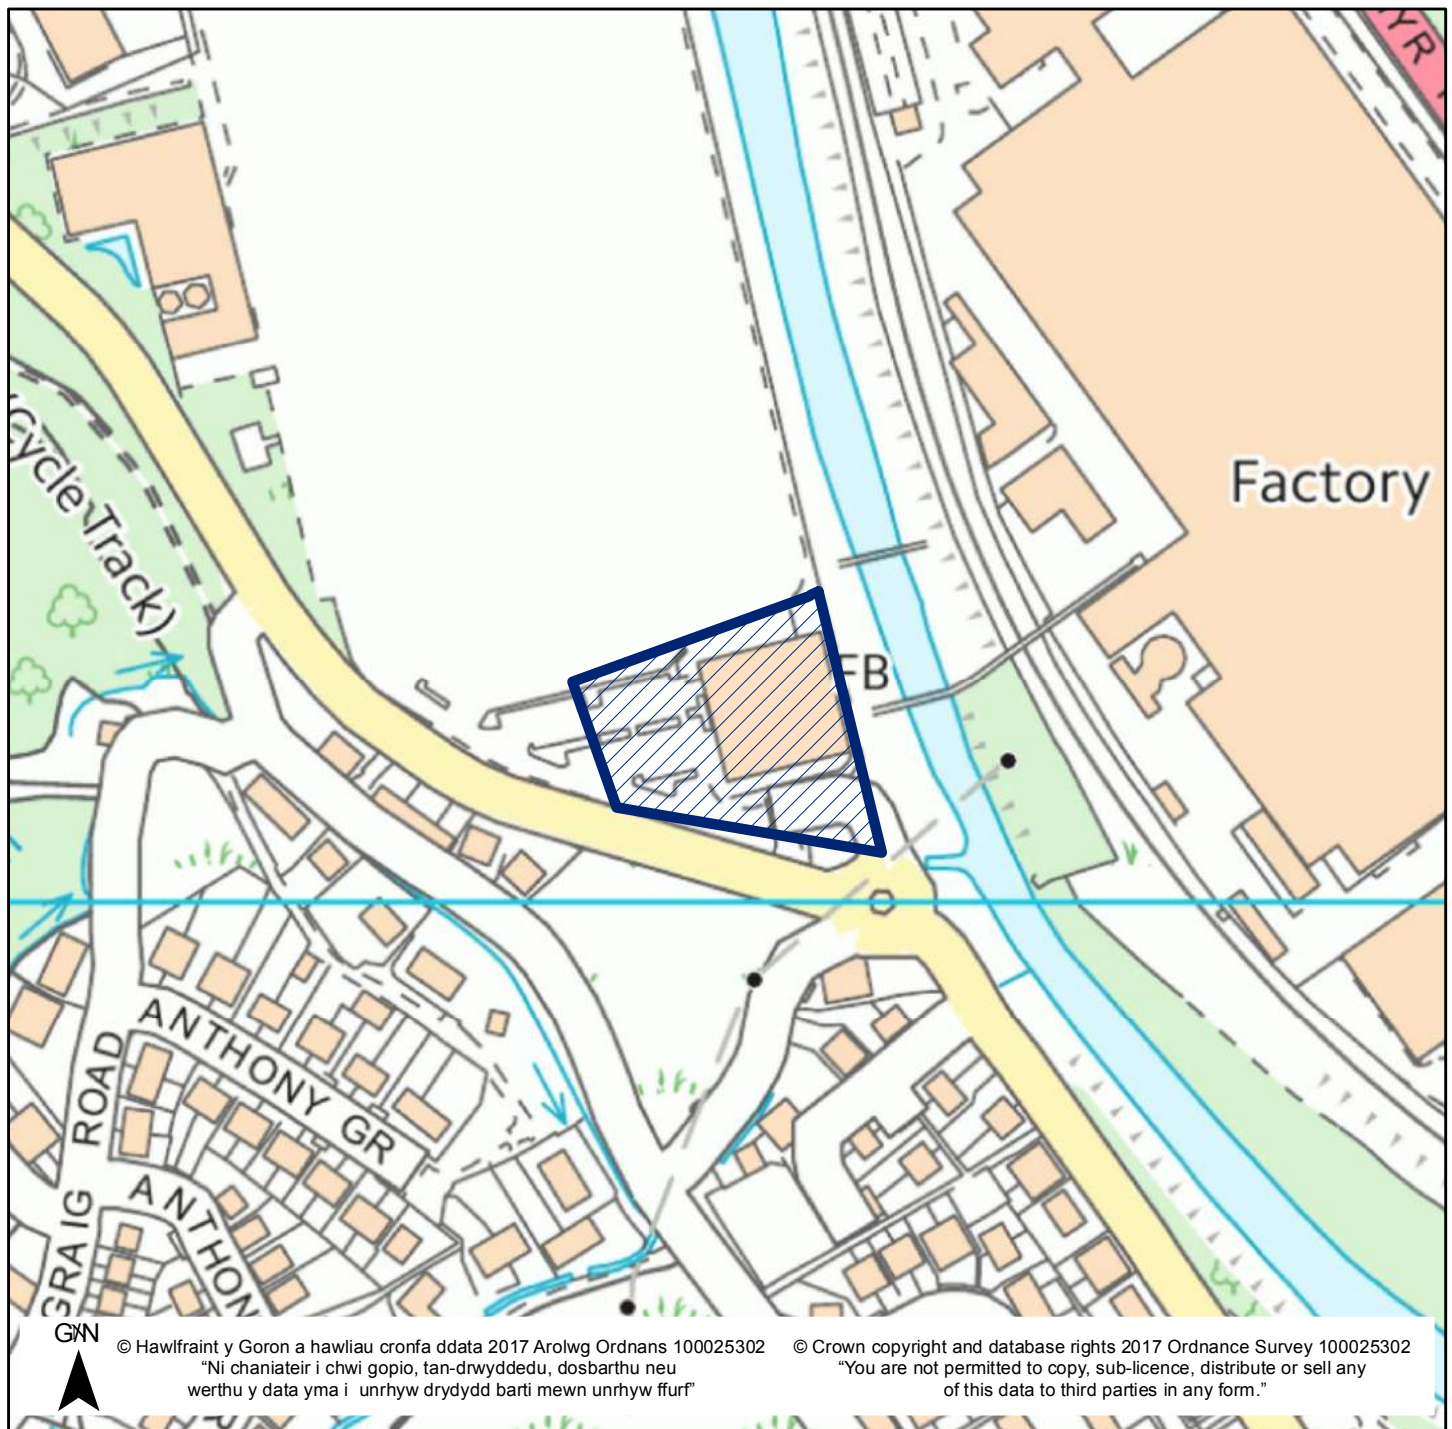 YR
(Cycle Track)
Factory
FB
ANTHONY GR
ROAD
GRAIG
ANTHON
G/N
© Hawlfraint y Goron a hawliau cronfa ddata 2017 Arolwg Ordnans 100025302
“Ni chaniateir i chwi gopio, tan-drwyddedu, dosbarthu neu
werthu y data yma i unrhyw drydydd barti mewn unrhyw ffurf”
© Crown copyright and database rights 2017 Ordnance Survey 100025302
“You are not permitted to copy, sub-licence, distribute or sell any
of this data to third parties in any form.”